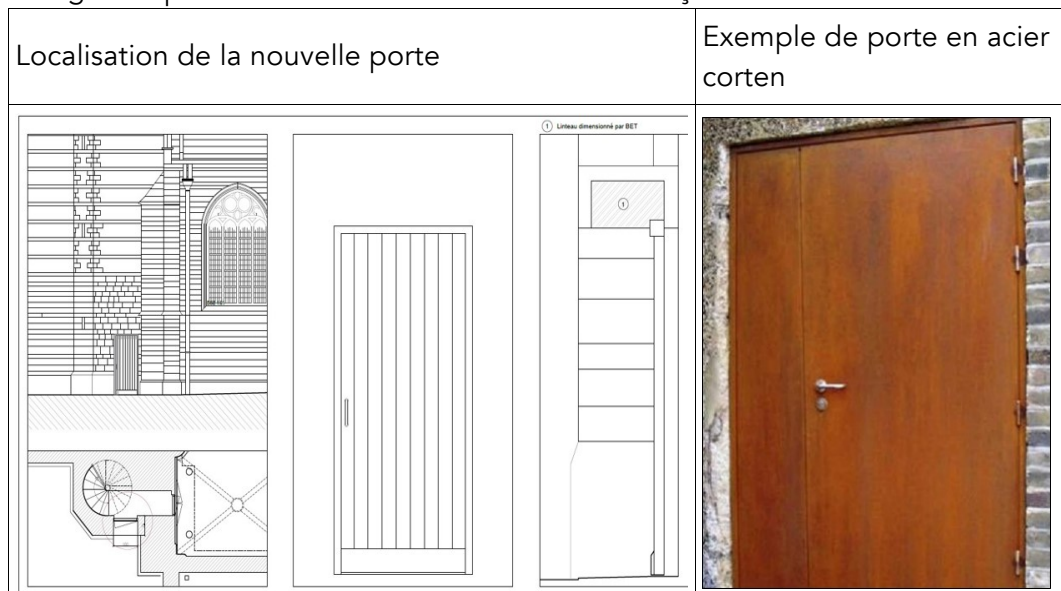 Localisation de la nouvelle porte
Exemple de porte en acier
corten
1 Linteau dimensionné par BET
1